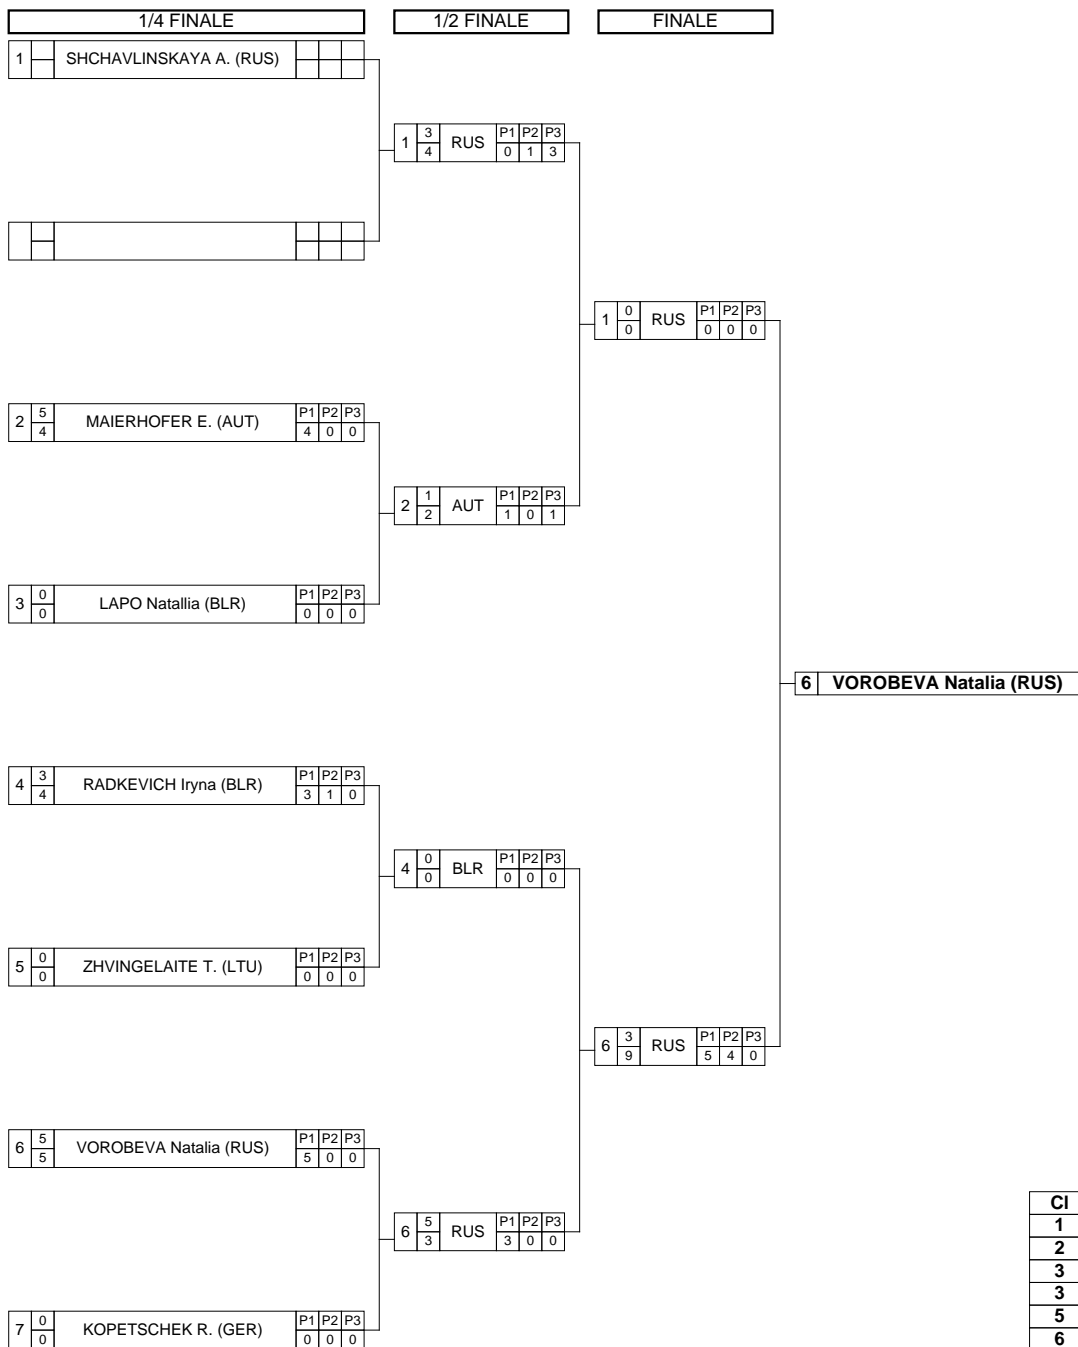 1/4 FINALE 1/2 FINALE FINALE
1 SHCHAVLINSKAYA A. (RUS)
3 P1 P2 P3
1 RUS
4 0 1 3
0 P1 P2 P3
1 RUS
0 0 0 0
5 P1 P2 P3
2 MAIERHOFER E. (AUT)
4 4 0 0
1 P1 P2 P3
2 AUT
2 1 0 1
0 P1 P2 P3
3 LAPO Natallia (BLR)
0 0 0 0
6 VOROBEVA Natalia (RUS)
3 P1 P2 P3
4 RADKEVICH Iryna (BLR)
4 3 1 0
0 P1 P2 P3
4 BLR
0 0 0 0
0 P1 P2 P3
5 ZHVINGELAITE T. (LTU)
0 0 0 0
3 P1 P2 P3
6 RUS
9 5 4 0
5 P1 P2 P3
6 VOROBEVA Natalia (RUS)
5 5 0 0
5 P1 P2 P3
6 RUS
3 3 0 0
0 P1 P2 P3
7 KOPETSCHEK R. (GER)
0 0 0 0
Cl
1
2
3
3
5
6